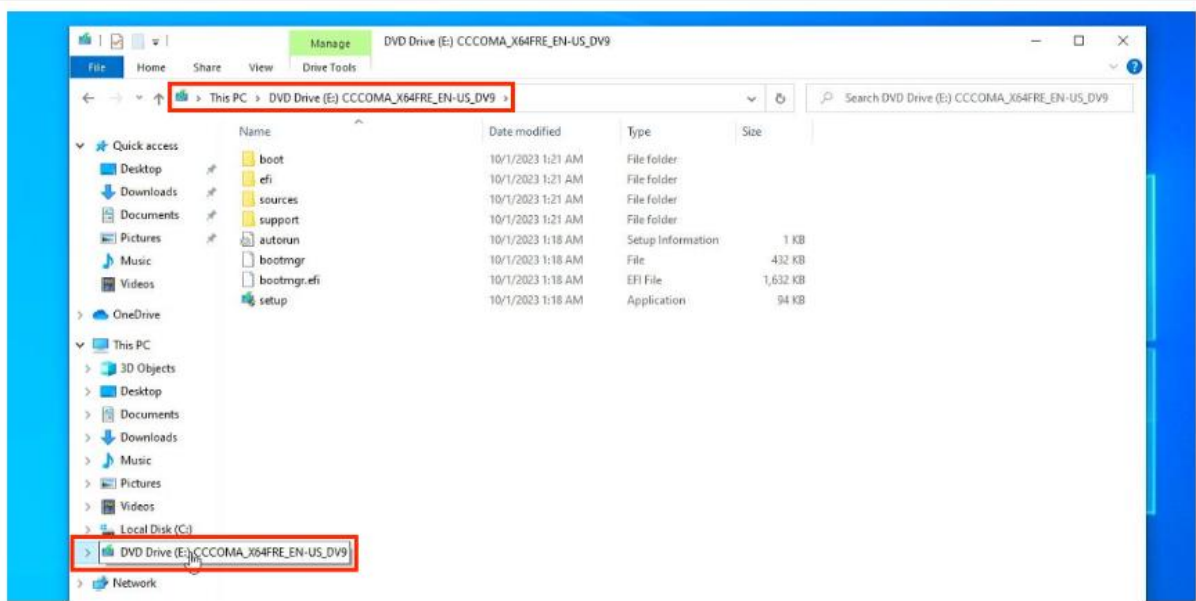 Manage DVD Drive (E:) CCCOMA_X64FRE_EN-US_DV9
File Home Share View Drive Tools
This PC > DVD Drive (E:) CCCOMA_X64FRE_EN-US_DV9 > Search DVD Drive (E:) CCCOMA_X64FRE_EN-US_DV9
Name Date modified Type Size
Quick access
Desktop
Downloads
Documents
Pictures
Music
Videos
OneDrive
This PC
3D Objects
Desktop
Documents
Downloads
Music
Pictures
Videos
Local Disk (C:)
DVD Drive (E:) CCCOMA_X64FRE_EN-US_DV9
Network
boot 10/1/2023 1:21 AM File folder
efi 10/1/2023 1:21 AM File folder
sources 10/1/2023 1:21 AM File folder
support 10/1/2023 1:21 AM File folder
autorun 10/1/2023 1:18 AM Setup Information 1 KB
bootmgr 10/1/2023 1:18 AM File 432 KB
bootmgr.efi 10/1/2023 1:18 AM EFI File 1,632 KB
setup 10/1/2023 1:18 AM Application 94 KB